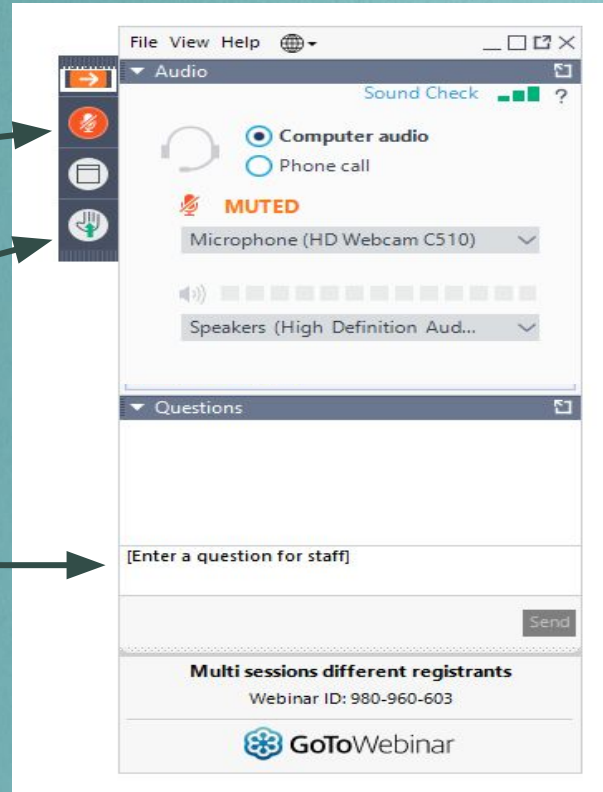 File View Help
Audio
Sound Check ?
Computer audio
Phone call
MUTED
Microphone (HD Webcam C510)
Speakers (High Definition Aud...
Questions
[Enter a question for staff]
Send
Multi sessions different registrants
Webinar ID: 980-960-603
GoToWebinar